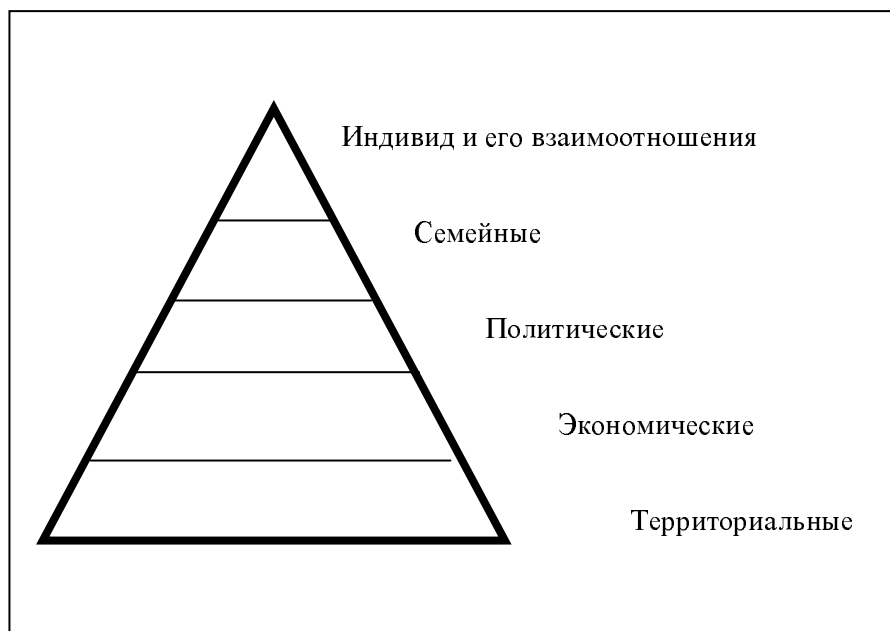 Индивид и его взаимоотношения
Семейные
Политические
Экономические
Территориальные